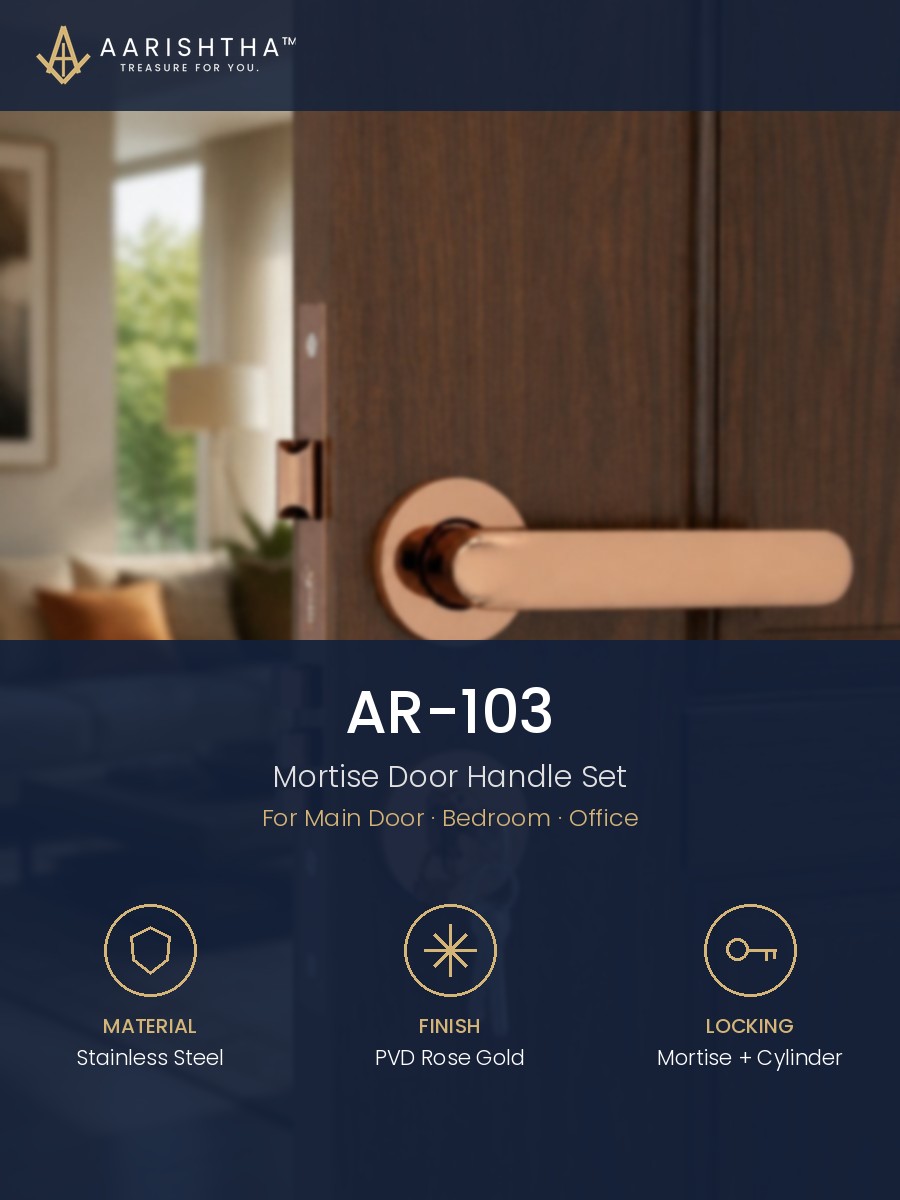 AARISHTHA™
TREASURE FOR YOU.
AR-103
Mortise Door Handle Set
For Main Door · Bedroom · Office
MATERIAL
Stainless Steel
FINISH
PVD Rose Gold
LOCKING
Mortise + Cylinder